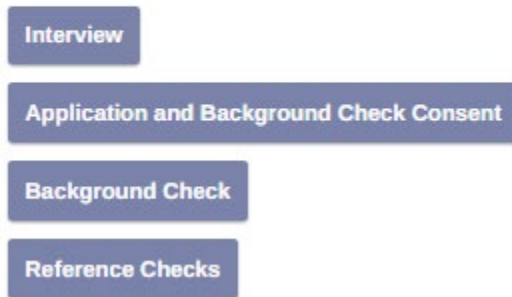 Interview
Application and Background Check Consent
Background Check
Reference Checks